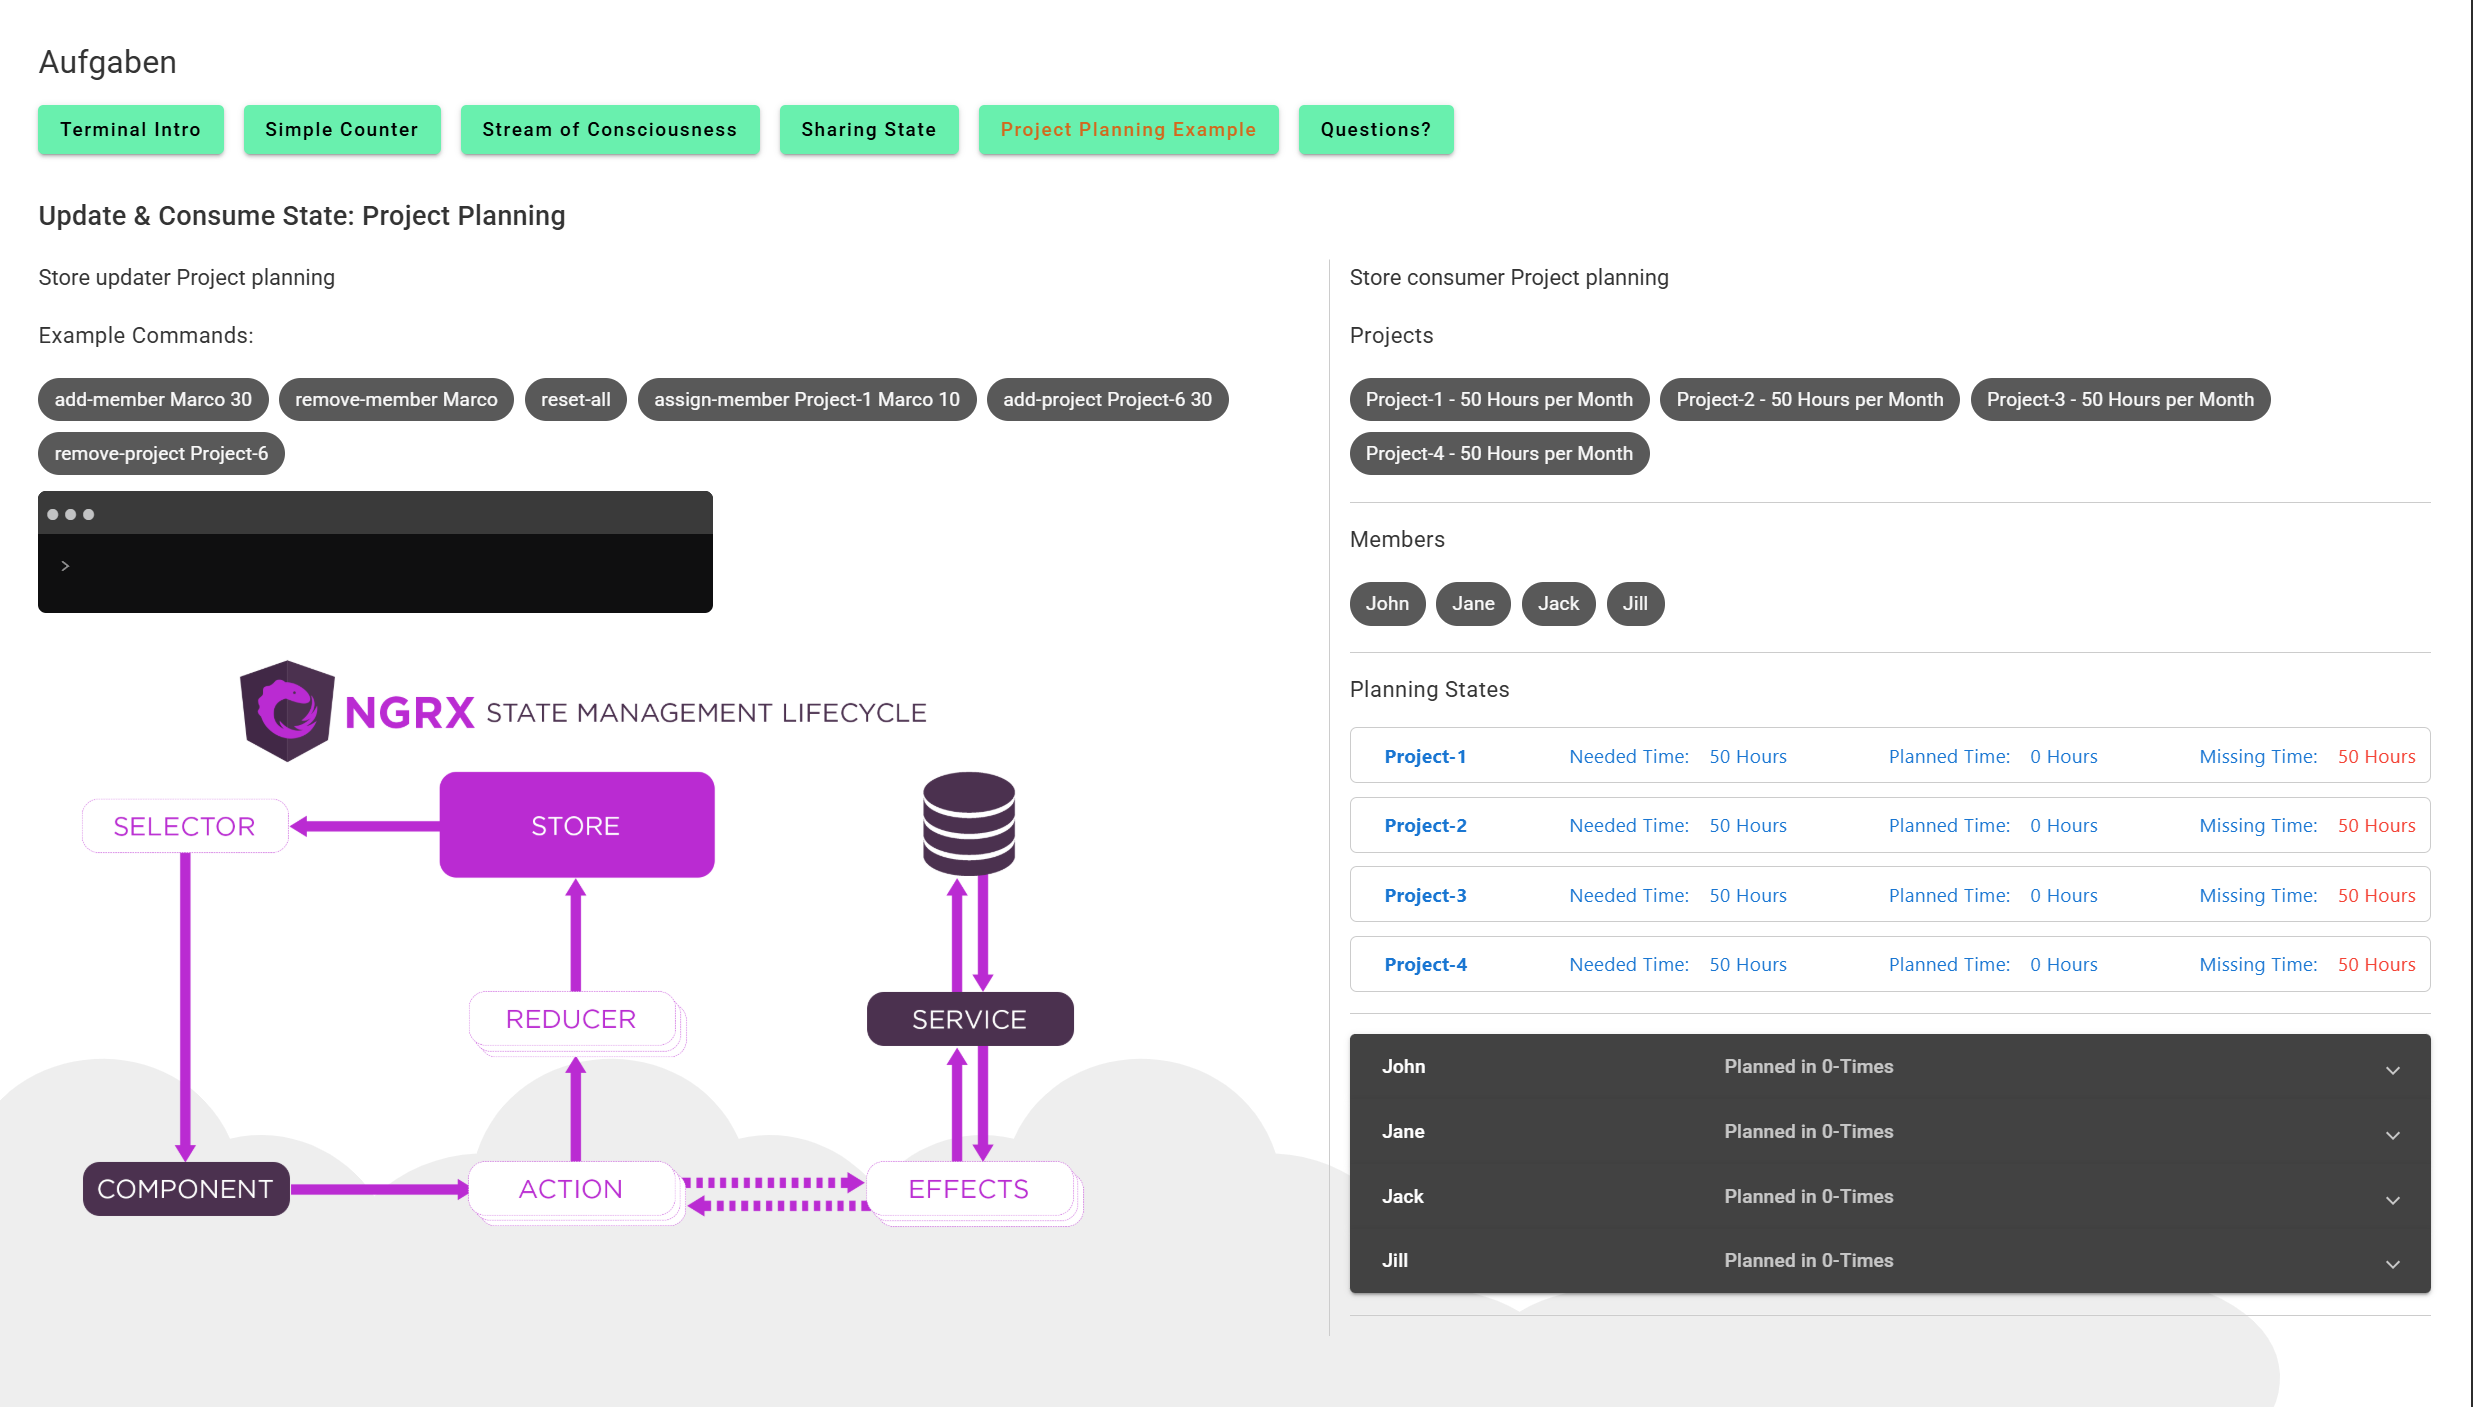 Aufgaben
Terminal Intro
Simple Counter
Stream of Consciousness
Sharing State
Project Planning Example
Questions?
Update & Consume State: Project Planning
Store updater Project planning
Example Commands:
add-member Marco 30
remove-member Marco
reset-all
assign-member Project-1 Marco 10
add-project Project-6 30
remove-project Project-6
>
NGRX STATE MANAGEMENT LIFECYCLE
SELECTOR
STORE
REDUCER
SERVICE
COMPONENT
ACTION
EFFECTS
Store consumer Project planning
Projects
Project-1 - 50 Hours per Month
Project-2 - 50 Hours per Month
Project-3 - 50 Hours per Month
Project-4 - 50 Hours per Month
Members
John
Jane
Jack
Jill
Planning States
Project-1 Needed Time: 50 Hours Planned Time: 0 Hours Missing Time: 50 Hours
Project-2 Needed Time: 50 Hours Planned Time: 0 Hours Missing Time: 50 Hours
Project-3 Needed Time: 50 Hours Planned Time: 0 Hours Missing Time: 50 Hours
Project-4 Needed Time: 50 Hours Planned Time: 0 Hours Missing Time: 50 Hours
John Planned in 0-Times
Jane Planned in 0-Times
Jack Planned in 0-Times
Jill Planned in 0-Times